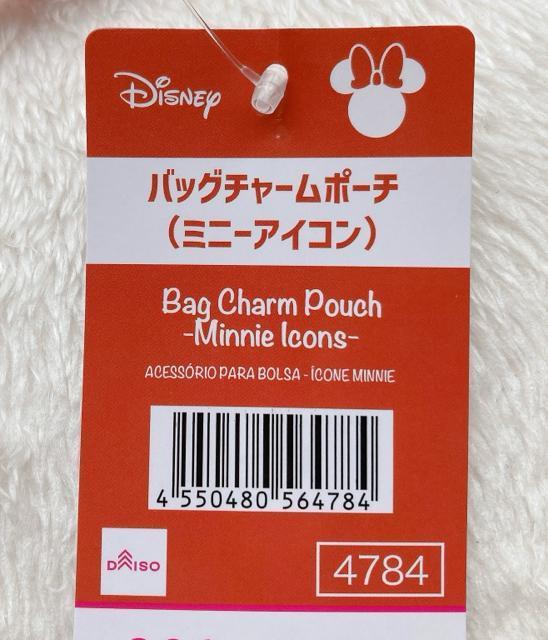 Disney
バッグチャームポーチ
（ミニーアイコン）
Bag Charm Pouch
-Minnie Icons-
ACESSÓRIO PARA BOLSA - ÍCONE MINNIE
4 550480 564784
DAISO
4784